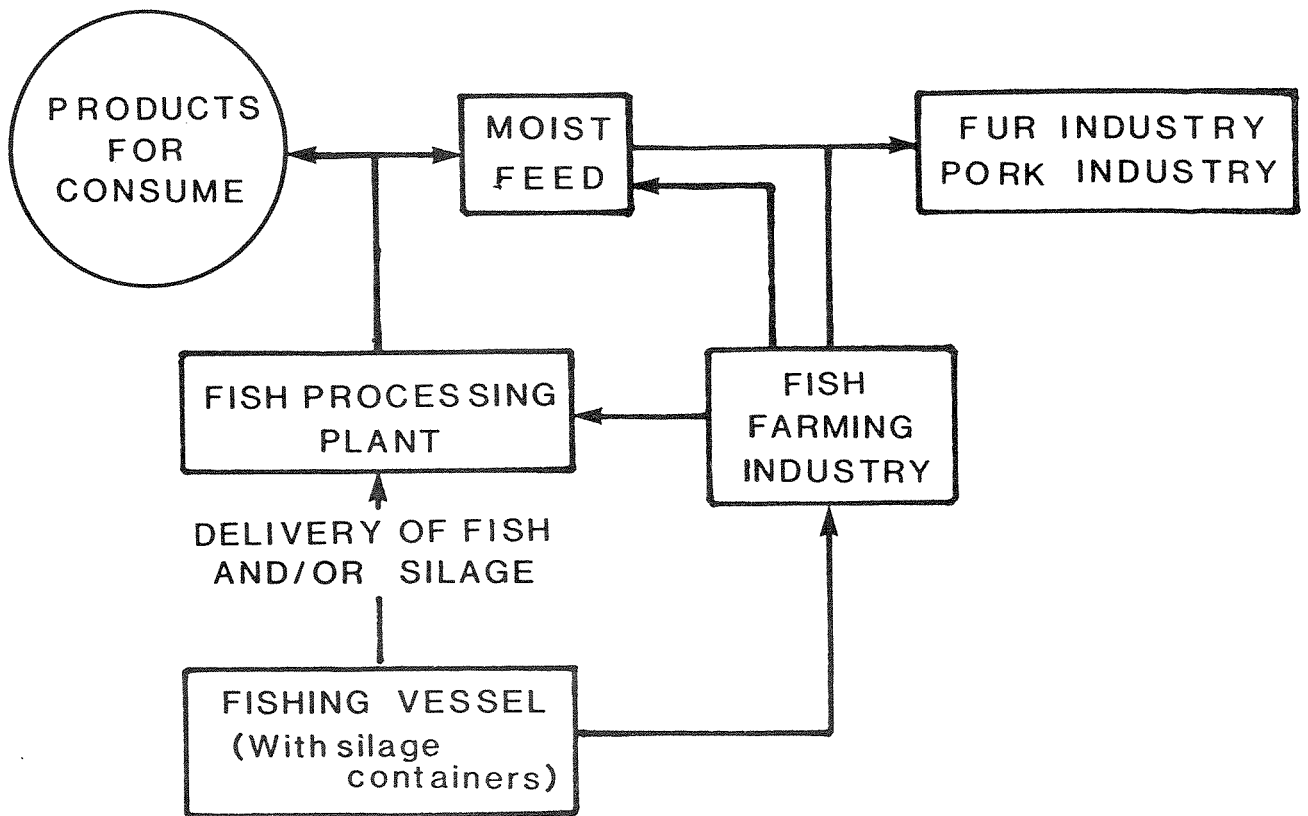 PRODUCTS
FOR
CONSUME
MOIST
FEED
FUR INDUSTRY
PORK INDUSTRY
FISH PROCESSING
PLANT
FISH
FARMING
INDUSTRY
DELIVERY OF FISH
AND/OR SILAGE
FISHING VESSEL
(With silage
containers)